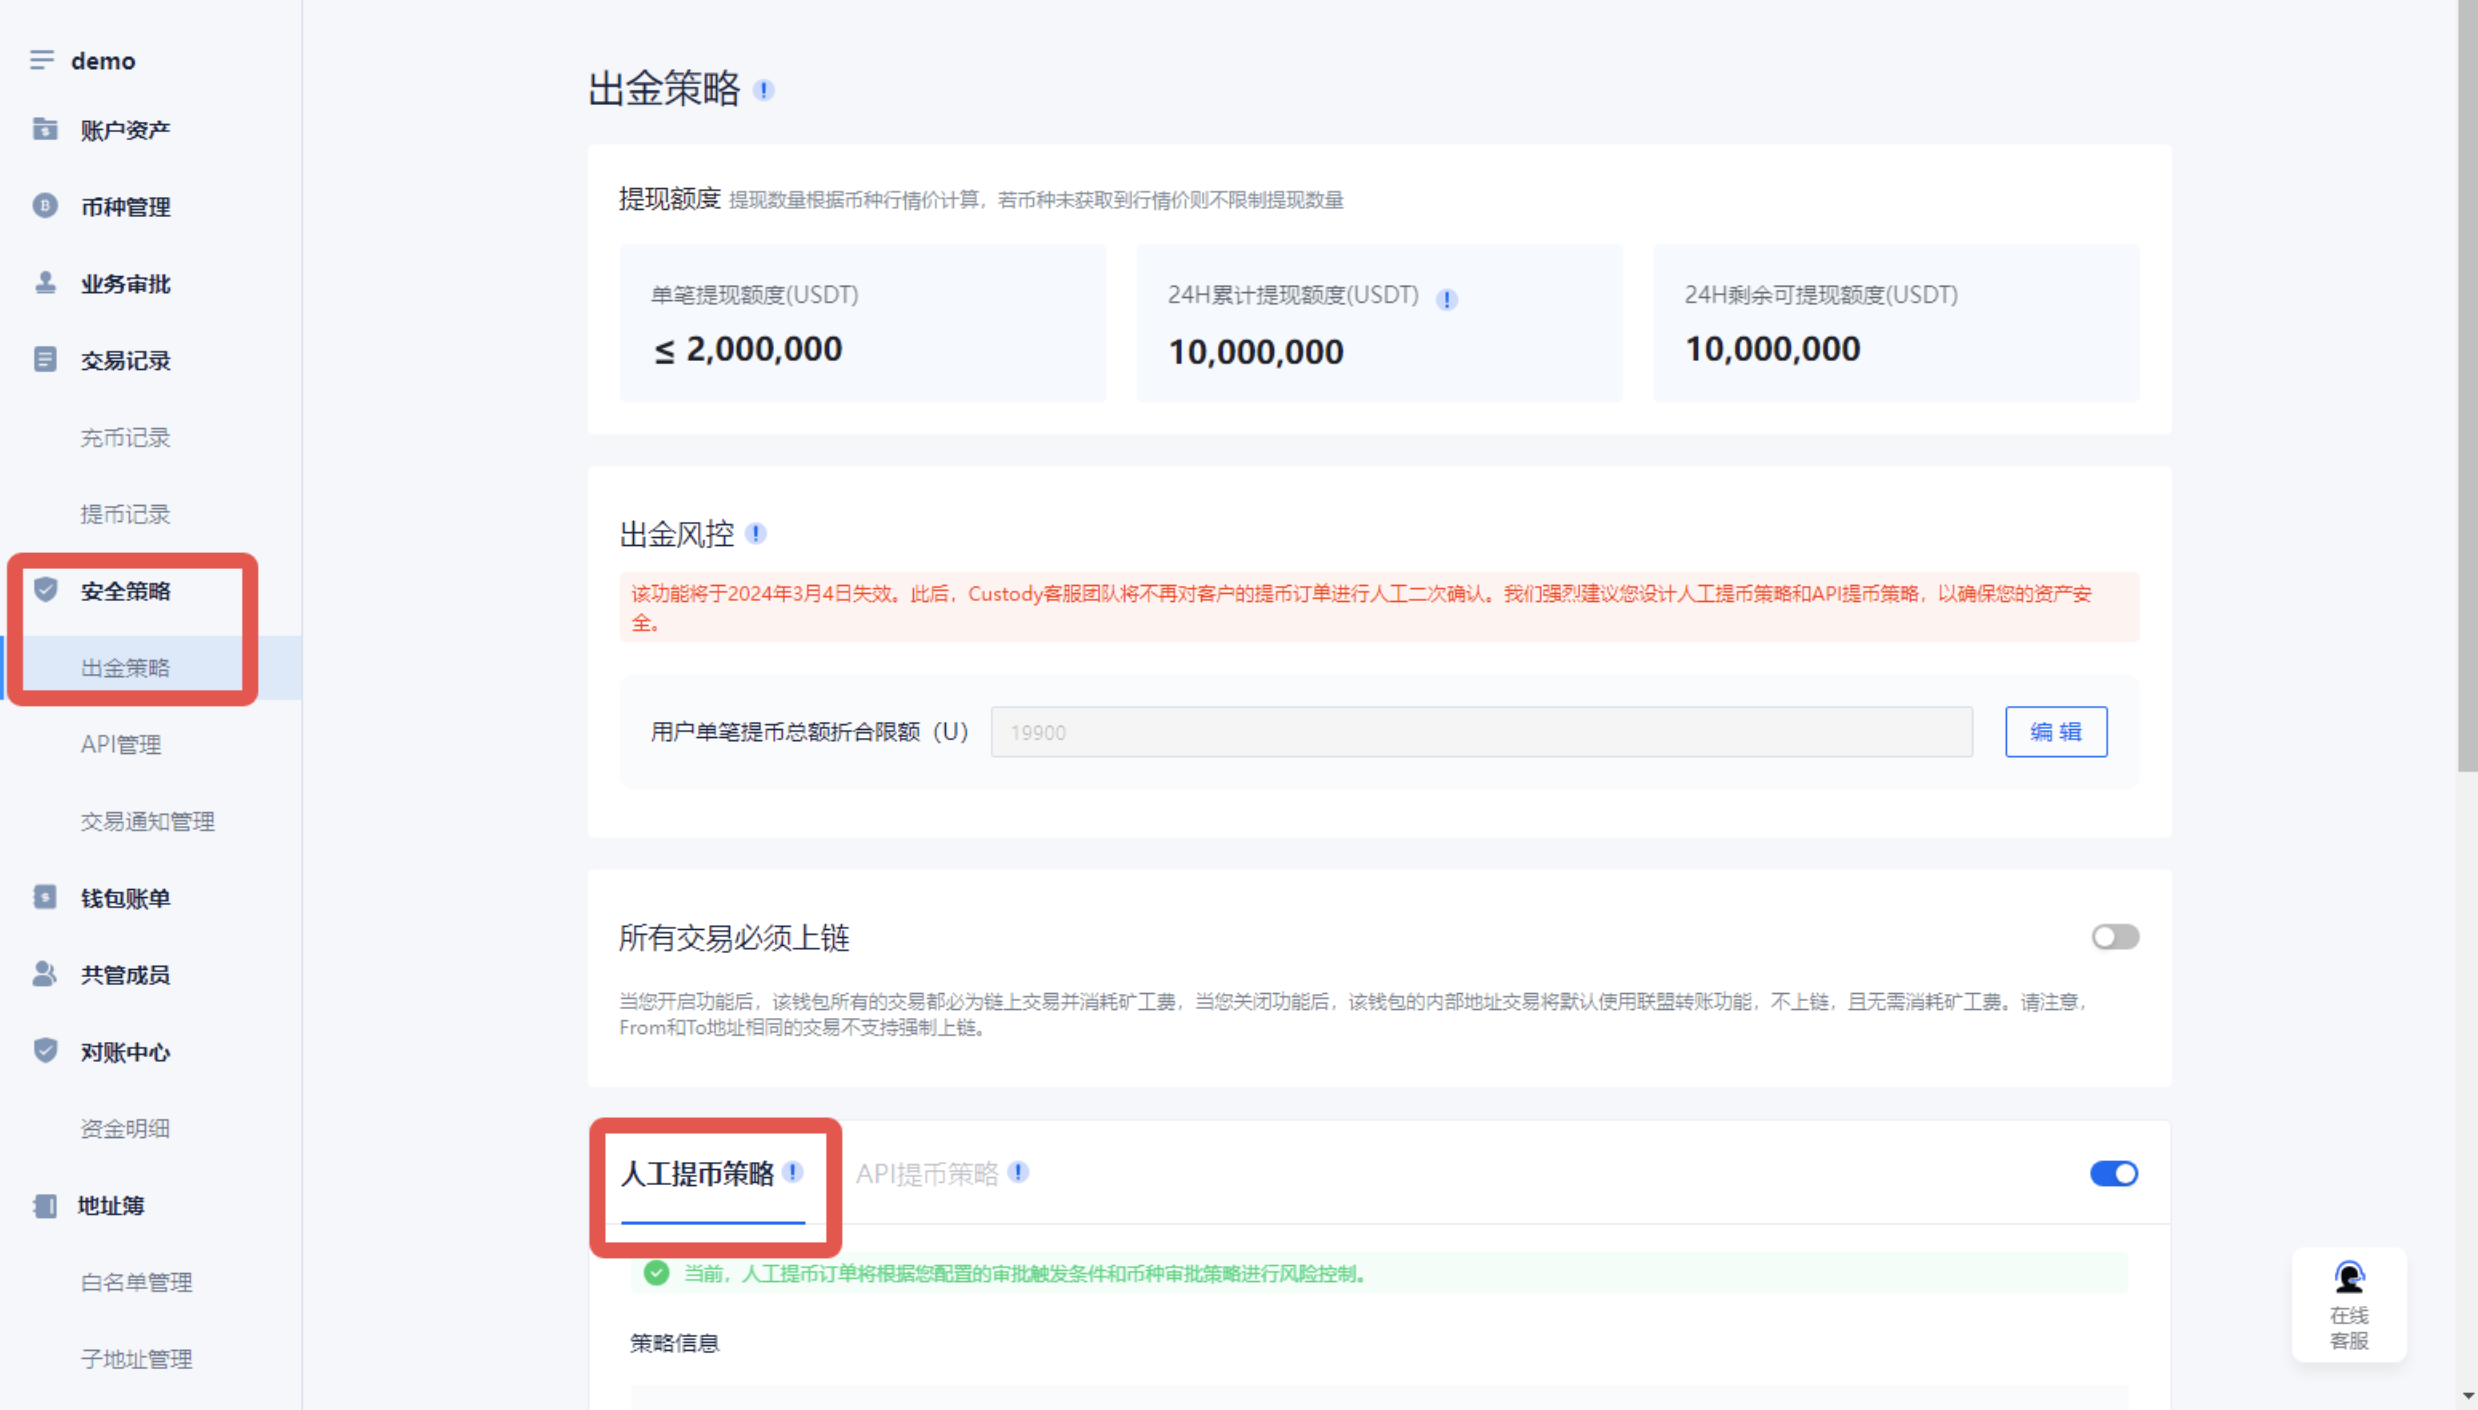 demo
账户资产
币种管理
业务审批
交易记录
充币记录
提币记录
安全策略
出金策略
API管理
交易通知管理
钱包账单
共管成员
对账中心
资金明细
地址簿
白名单管理
子地址管理
出金策略
提现额度 提现数量根据币种行情价计算，若币种未获取到行情价则不限制提现数量
单笔提现额度(USDT)
≤ 2,000,000
24H累计提现额度(USDT)
10,000,000
24H剩余可提现额度(USDT)
10,000,000
出金风控
该功能将于2024年3月4日失效。此后，Custody客服团队将不再对客户的提币订单进行人工二次确认。我们强烈建议您设计人工提币策略和API提币策略，以确保您的资产安
全。
用户单笔提币总额折合限额（U） 19900 编 辑
所有交易必须上链
当您开启功能后，该钱包所有的交易都必为链上交易并消耗矿工费，当您关闭功能后，该钱包的内部地址交易将默认使用联盟转账功能，不上链，且无需消耗矿工费。请注意，
From和To地址相同的交易不支持强制上链。
人工提币策略 API提币策略
当前，人工提币订单将根据您配置的审批触发条件和币种审批策略进行风险控制。
策略信息
在线
客服